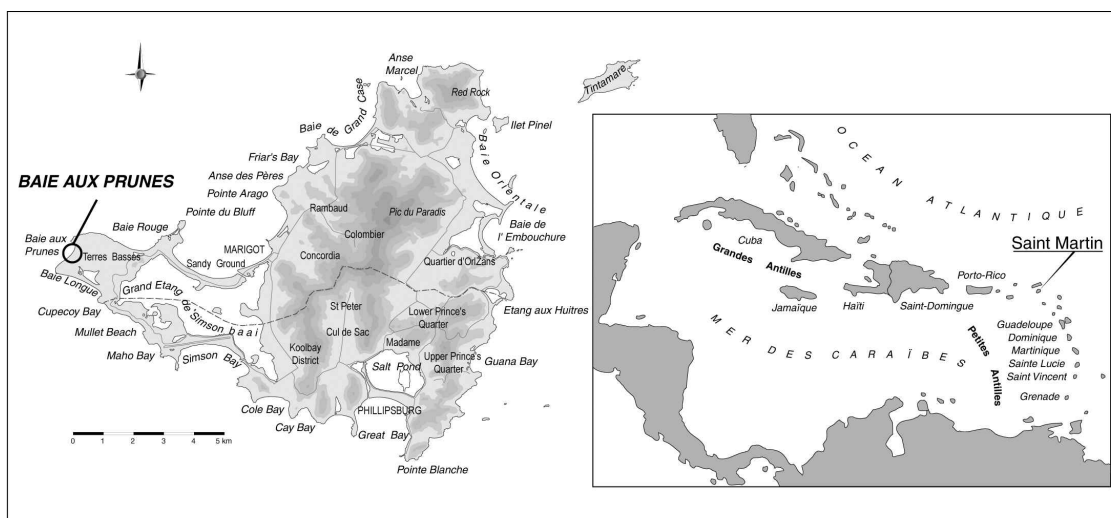 Anse
Marcel
Red Rock
Tintamare
Ilet Pinel
Baie de Grand Case
Baie Orientale
Friar's Bay
BAIE AUX PRUNES
Anse des Pères
Pointe Arago
Pointe du Bluff
Rambaud
Pic du Paradis
Baie de
l' Embouchure
Baie Rouge
Colombier
Baie aux
Prunes
Terres Basses
MARIGOT
Sandy Ground
Concordia
Quartier d'OrlZans
Baie Longue
Grand Etang de Simson baai
Cupecoy Bay
St Peter
Lower Prince's
Quarter
Etang aux Huitres
Mullet Beach
Cul de Sac
Madame
Maho Bay
Simson Bay
Koolbay
District
Upper Prince's
Quarter
Guana Bay
Salt Pond
Cole Bay
PHILLIPSBURG
Cay Bay
Great Bay
0 1 2 3 4 5 km
Pointe Blanche
OCEAN ATLANTIQUE
Saint Martin
Cuba
Grandes Antilles
Porto-Rico
Jamaïque
Haïti
Saint-Domingue
MER DES CARAÏBES
Petites
Antilles
Guadeloupe
Dominique
Martinique
Sainte Lucie
Saint Vincent
Grenade